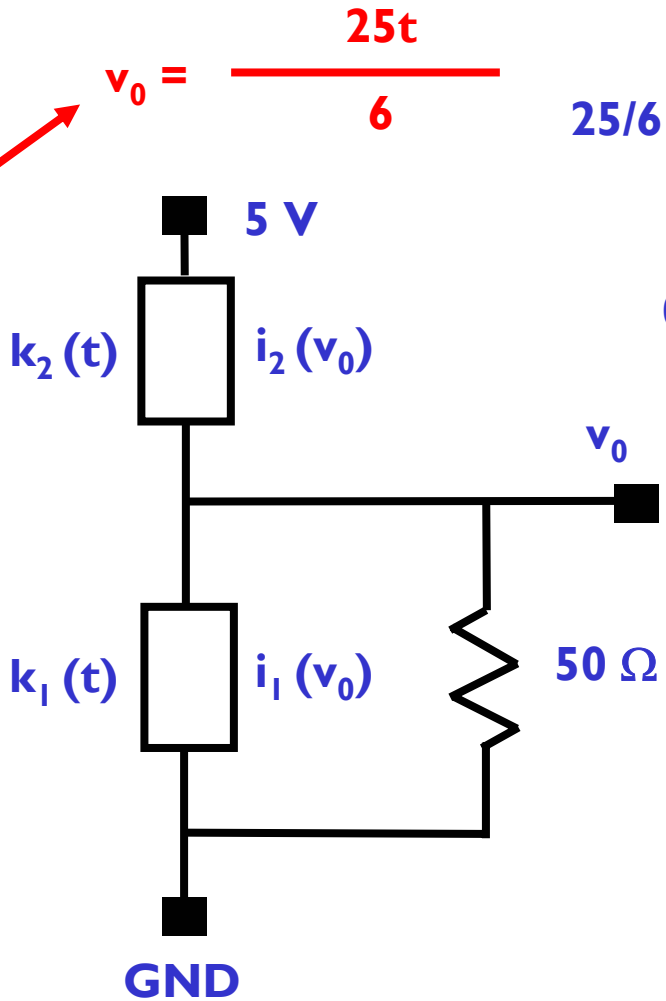 v₀ = 25t / 6
25/6
5 V
k₂ (t) i₂ (v₀)
v₀
k₁ (t) i₁ (v₀)
50 Ω
GND